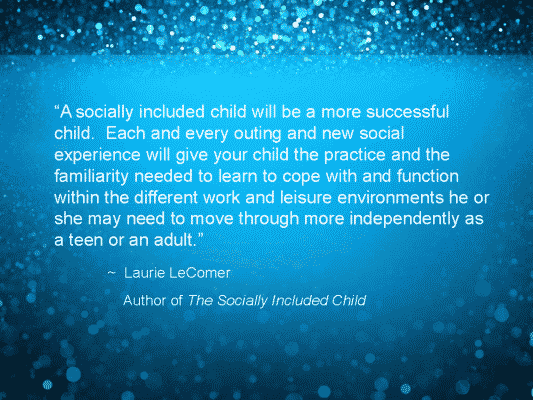 “A socially included child will be a more successful
child.  Each and every outing and new social
experience will give your child the practice and the
familiarity needed to learn to cope with and function
within the different work and leisure environments he or
she may need to move through more independently as
a teen or an adult.”
~  Laurie LeComer
Author of The Socially Included Child